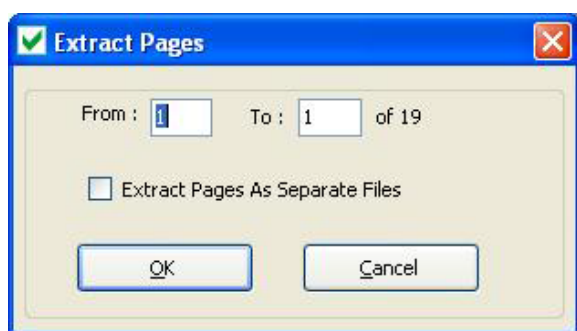 Extract Pages
From : 1 To : 1 of 19
Extract Pages As Separate Files
OK Cancel